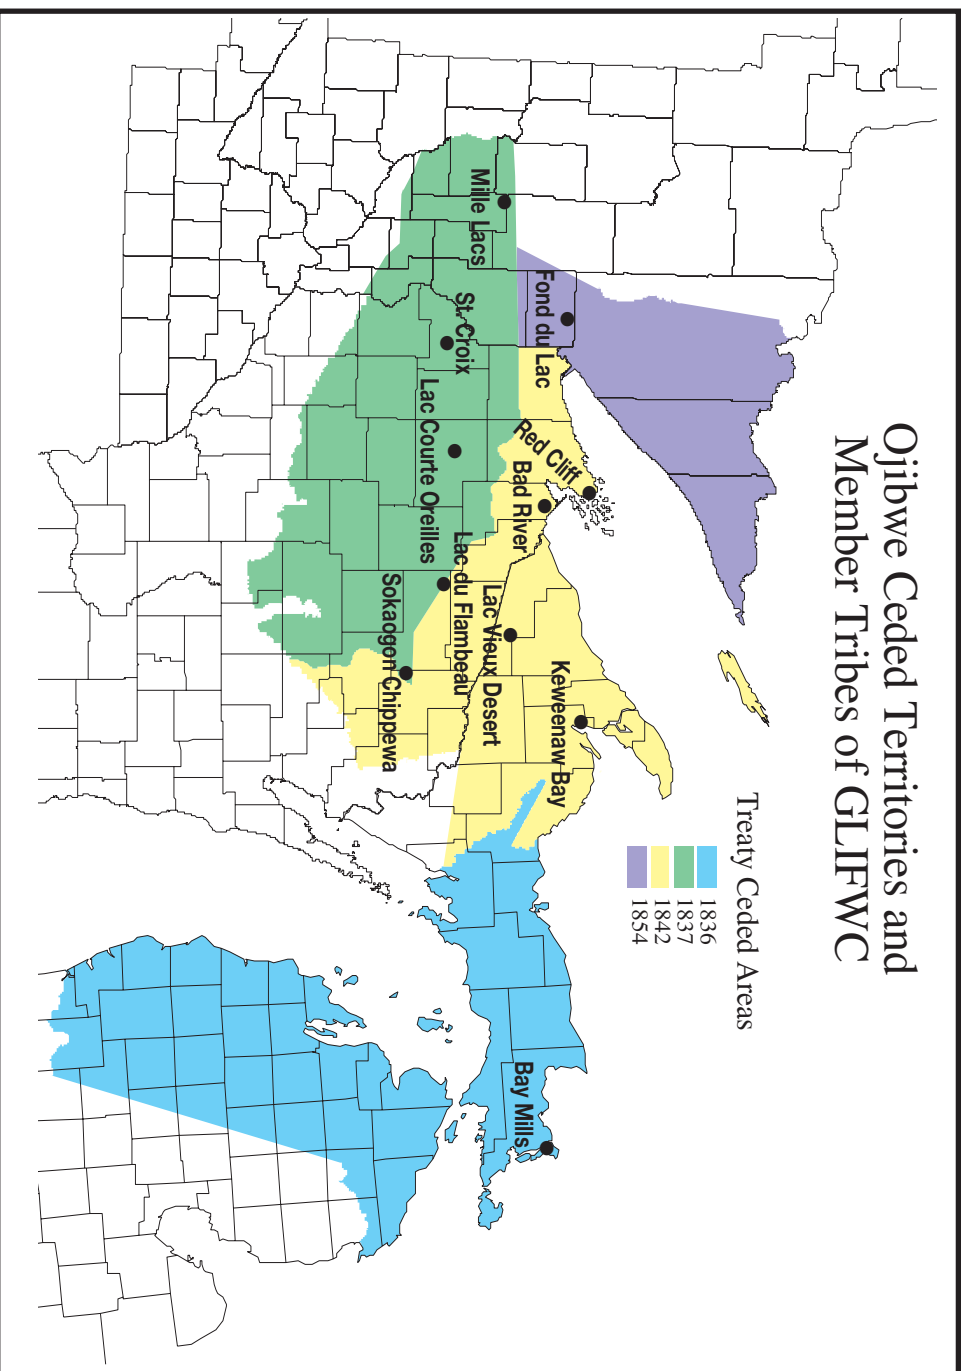 Ojibwe Ceded Territories and
Member Tribes of GLIFWC
Treaty Ceded Areas
1836
1837
1842
1854
Fond du Lac
Mille Lacs
St. Croix
Red Cliff
Bad River
Lac Courte Oreilles
Lac du Flambeau
Lac Vieux Desert
Keweenaw Bay
Sokaogon Chippewa
Bay Mills